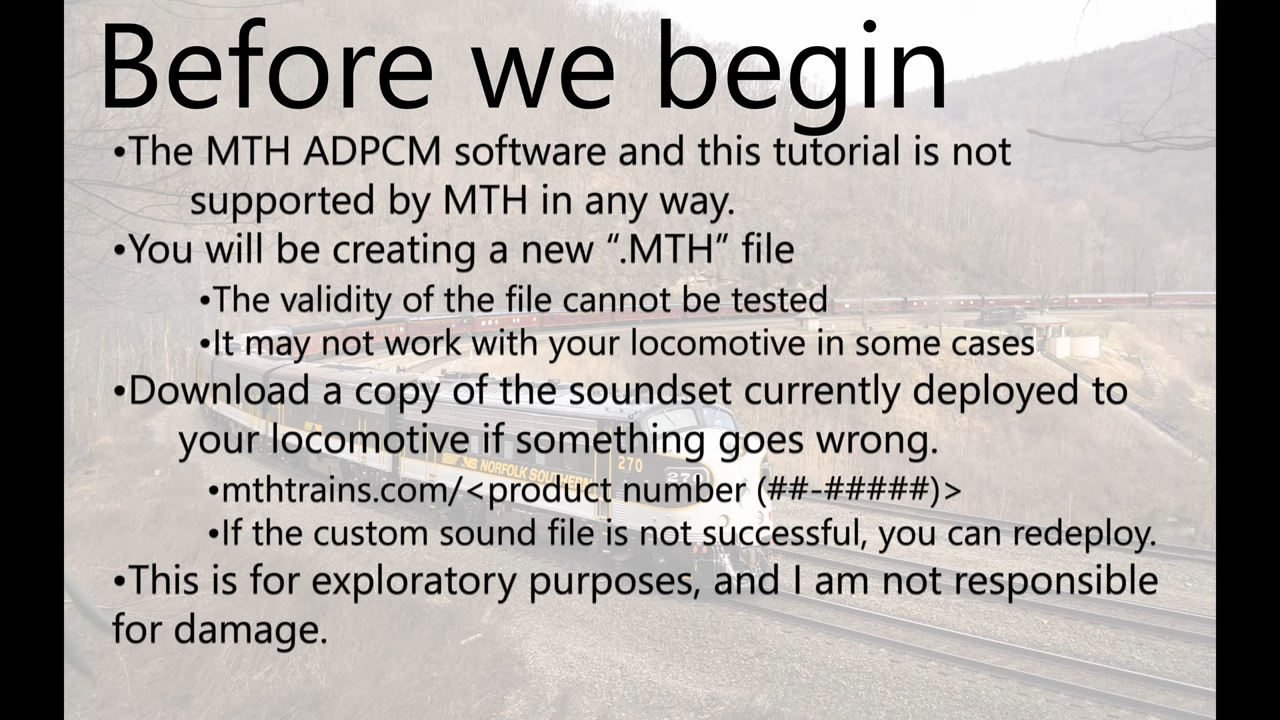 Before we begin
•The MTH ADPCM software and this tutorial is not
supported by MTH in any way.
•You will be creating a new “.MTH” file
•The validity of the file cannot be tested
•It may not work with your locomotive in some cases
•Download a copy of the soundset currently deployed to
your locomotive if something goes wrong.
NS NORFOLK SOUTHERN
270
•mthtrains.com/<product number (##-#####)>
•If the custom sound file is not successful, you can redeploy.
•This is for exploratory purposes, and I am not responsible
for damage.